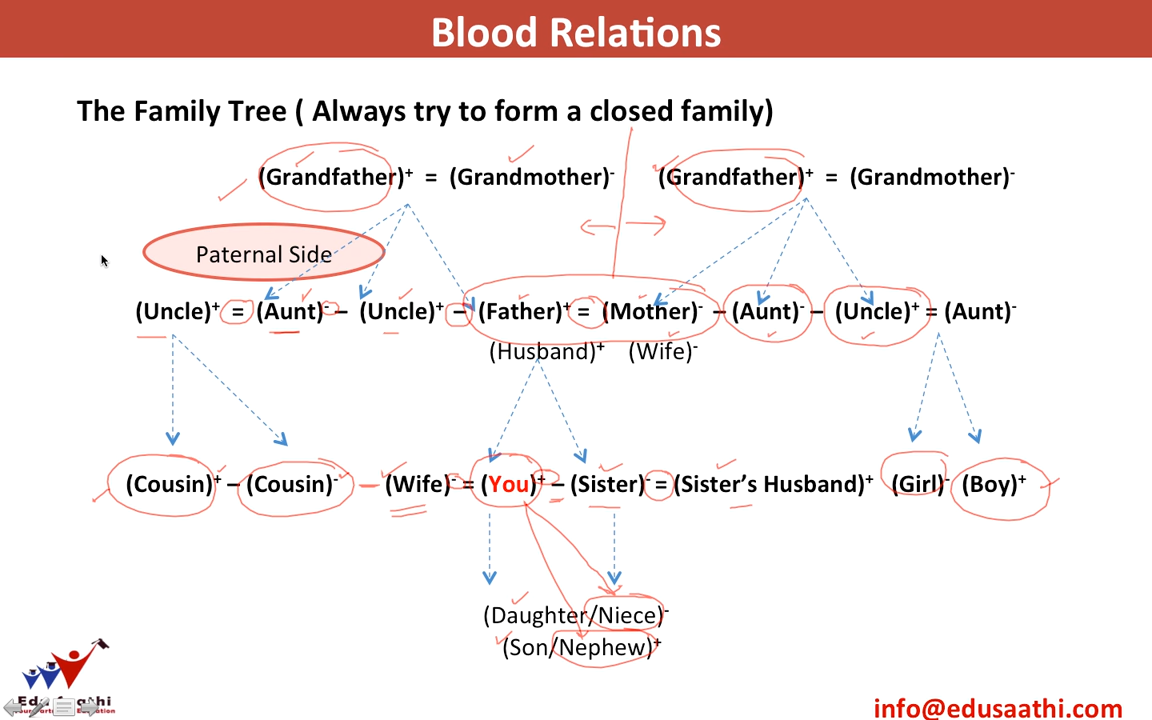 Blood Relations
The Family Tree ( Always try to form a closed family)
(Grandfather)⁺ = (Grandmother)⁻ (Grandfather)⁺ = (Grandmother)⁻
Paternal Side
(Uncle)⁺ = (Aunt)⁻ – (Uncle)⁺ – (Father)⁺ = (Mother)⁻ – (Aunt)⁻ – (Uncle)⁺ = (Aunt)⁻
(Husband)⁺ (Wife)⁻
(Cousin)⁺ – (Cousin)⁻ – (Wife)⁻ = (You)⁺ – (Sister)⁻ = (Sister’s Husband)⁺ (Girl)⁻ (Boy)⁺
(Daughter/Niece)⁻
(Son/Nephew)⁺
info@edusaathi.com